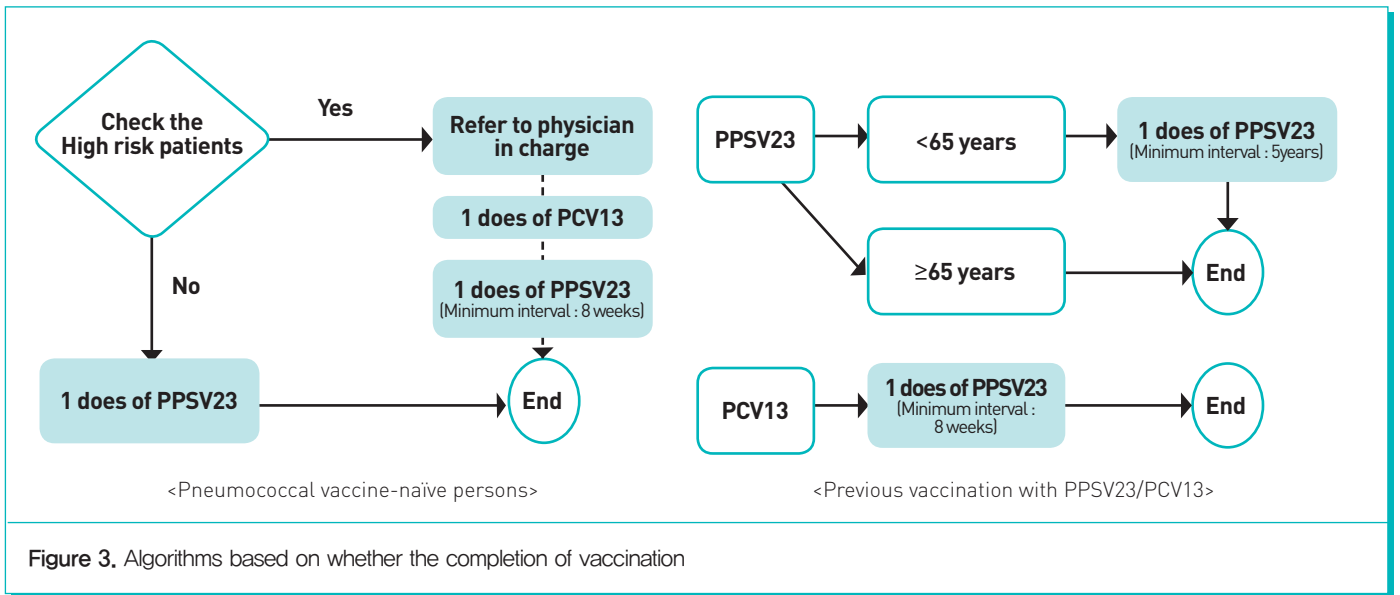 Check the
High risk patients
Yes
No
Refer to physician
in charge
1 does of PCV13
1 does of PPSV23
(Minimum interval : 8 weeks)
1 does of PPSV23
End
<Pneumococcal vaccine-naïve persons>
PPSV23
<65 years
1 does of PPSV23
(Minimum interval : 5years)
≥65 years
End
PCV13
1 does of PPSV23
(Minimum interval :
8 weeks)
End
<Previous vaccination with PPSV23/PCV13>
Figure 3. Algorithms based on whether the completion of vaccination